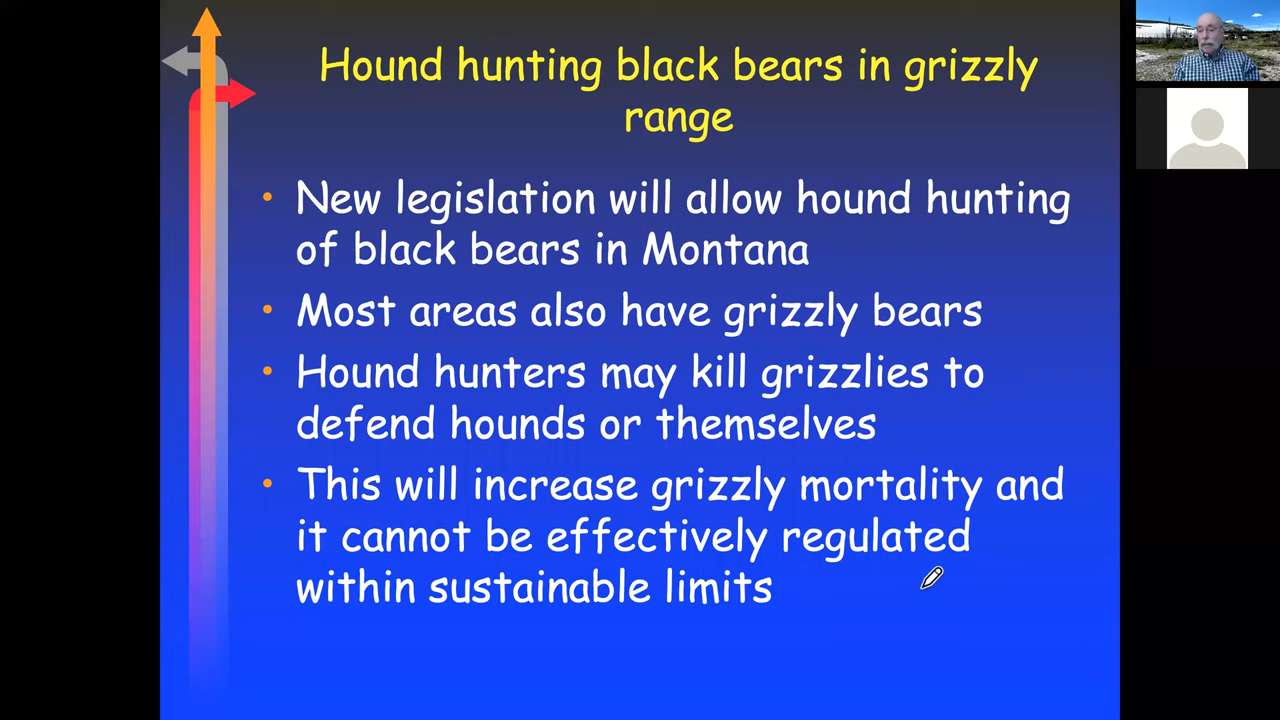 Hound hunting black bears in grizzly
range
• New legislation will allow hound hunting
of black bears in Montana
• Most areas also have grizzly bears
• Hound hunters may kill grizzlies to
defend hounds or themselves
• This will increase grizzly mortality and
it cannot be effectively regulated
within sustainable limits